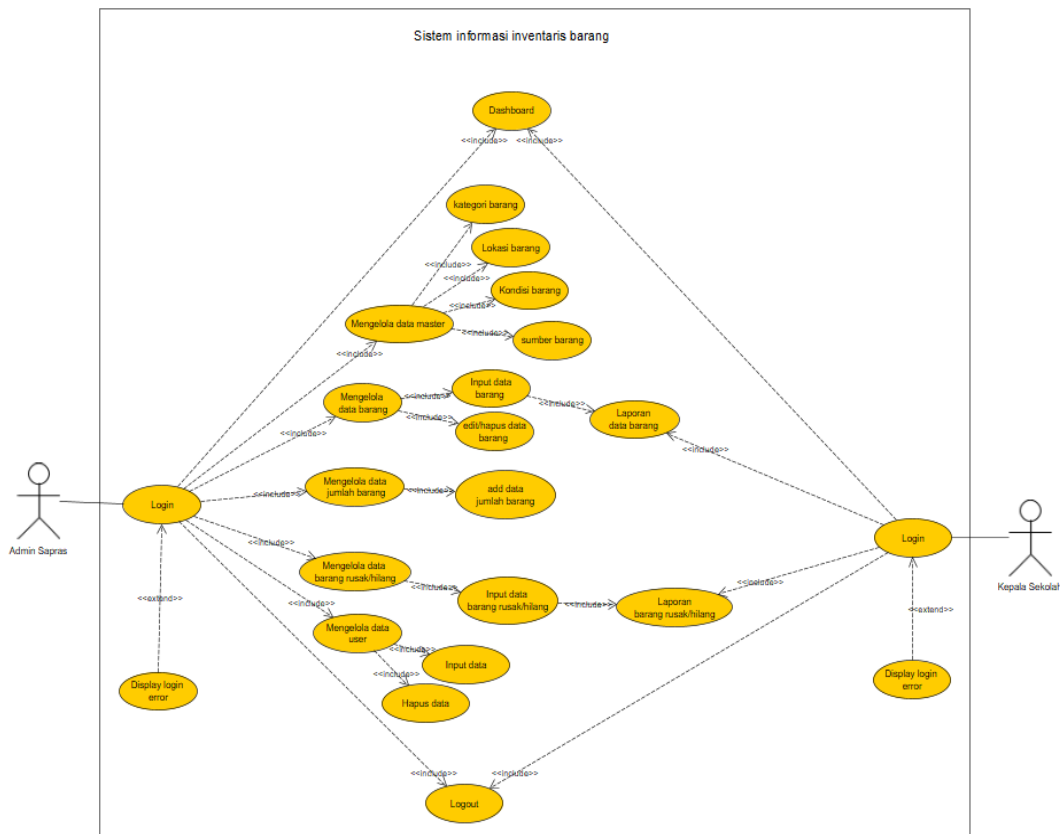 Sistem informasi inventaris barang
Dashboard
<<include>>
<<include>>
kategori barang
Lokasi barang
<<include>>
<<include>>
Kondisi barang
<<include>>
Mengelola data master
<<include>>
sumber barang
<<include>>
Mengelola
data barang
<<include>>
Input data
barang
<<include>>
Laporan
data barang
<<include>>
edit/hapus data
barang
<<include>>
<<include>>
Mengelola data
jumlah barang
<<include>>
add data
jumlah barang
<<include>>
Login
Admin Sapras
Login
Kepala Sekolah
<<include>>
Mengelola data
barang rusak/hilang
<<include>>
Input data
barang rusak/hilang
<<include>>
Laporan
barang rusak/hilang
<<include>>
<<extend>>
<<include>>
<<extend>>
Mengelola data
user
<<include>>
Input data
<<include>>
Hapus data
Display login
error
Display login
error
<<include>>
<<include>>
Logout